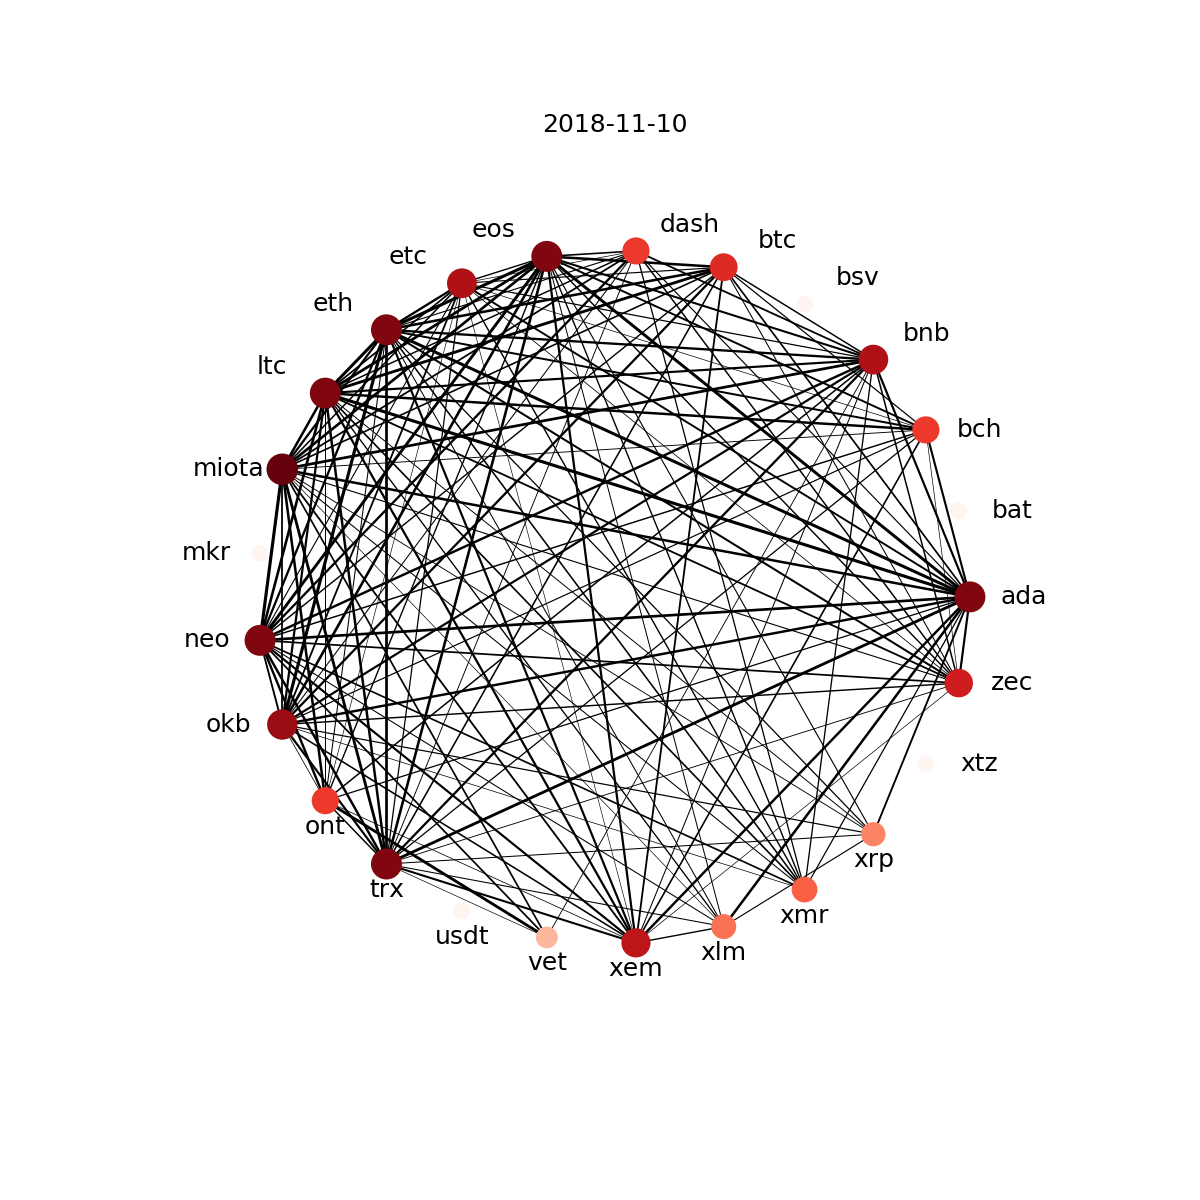 2018-11-10
dash
eos
btc
etc
bsv
eth
bnb
ltc
bch
miota
bat
mkr
ada
neo
zec
okb
xtz
ont
xrp
trx
xmr
usdt
xlm
vet
xem